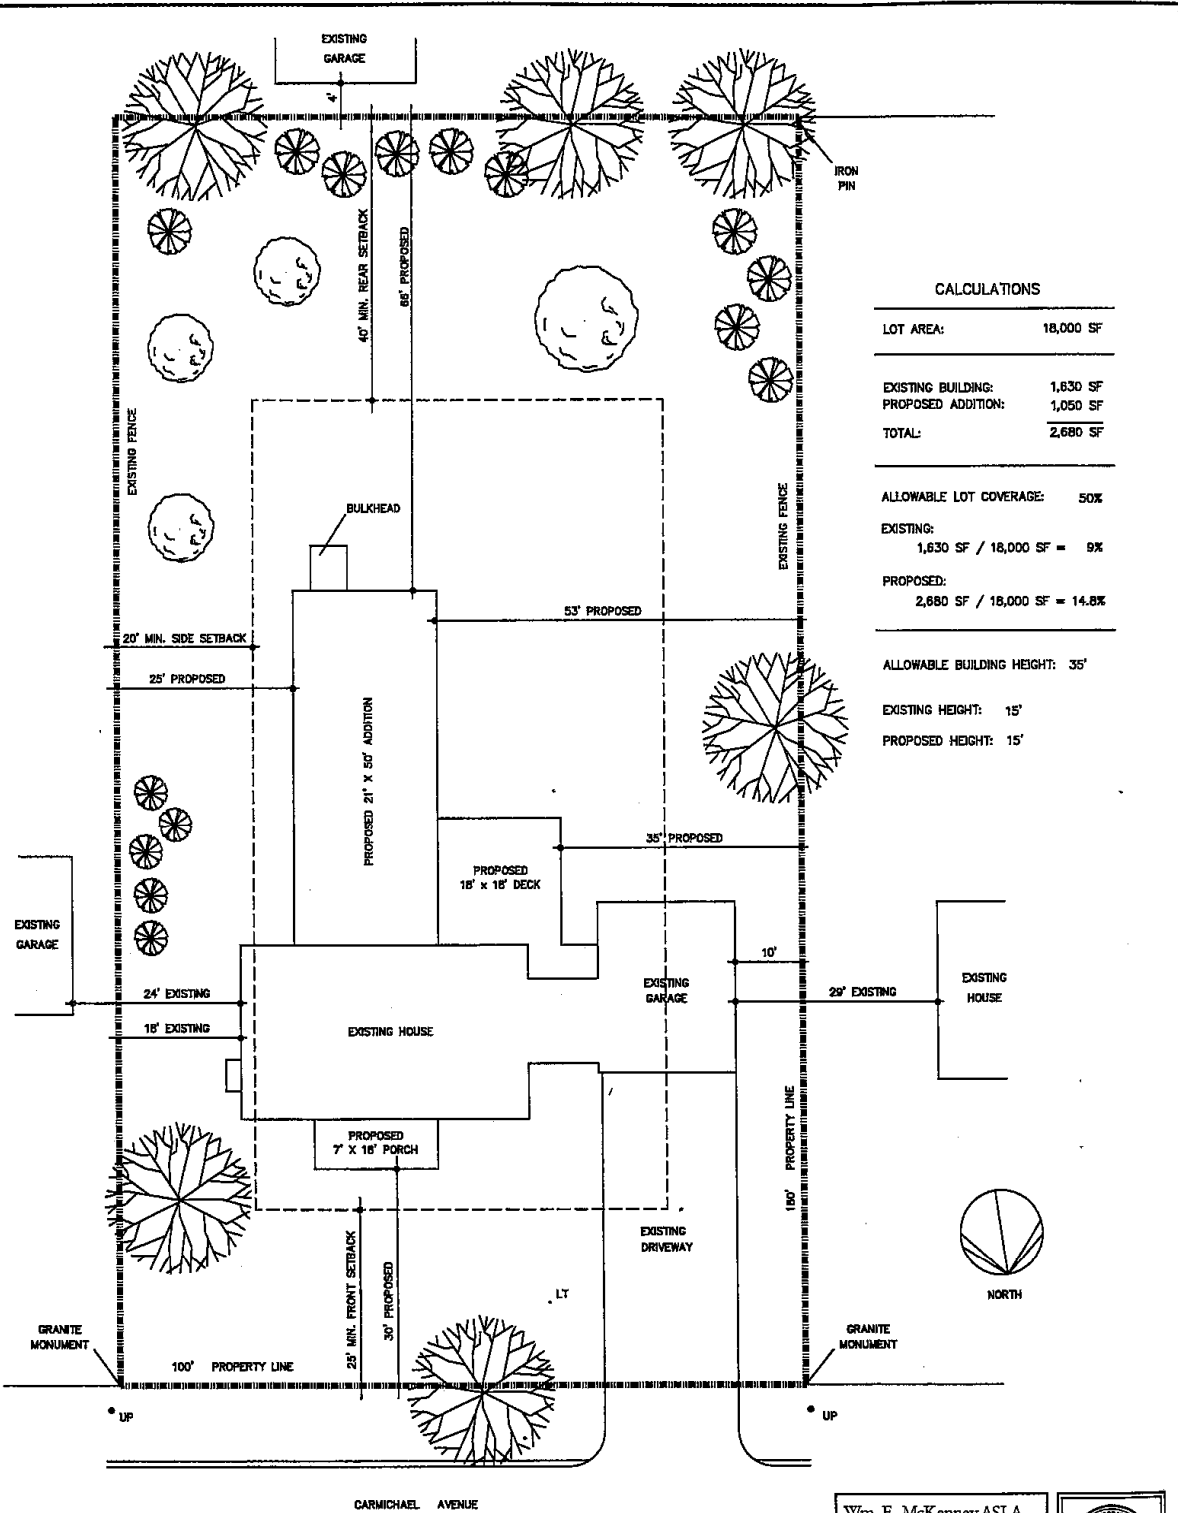 EXISTING
GARAGE
4'
IRON
PIN
40' MIN. REAR SETBACK
65' PROPOSED
CALCULATIONS
LOT AREA: 18,000 SF
EXISTING BUILDING: 1,630 SF
PROPOSED ADDITION: 1,050 SF
TOTAL: 2,680 SF
ALLOWABLE LOT COVERAGE: 50%
EXISTING:
1,630 SF / 18,000 SF = 9%
PROPOSED:
2,680 SF / 18,000 SF = 14.8%
ALLOWABLE BUILDING HEIGHT: 35'
EXISTING HEIGHT: 15'
PROPOSED HEIGHT: 15'
EXISTING FENCE
EXISTING FENCE
BULKHEAD
53' PROPOSED
20' MIN. SIDE SETBACK
25' PROPOSED
PROPOSED 21' X 50' ADDITION
35' PROPOSED
PROPOSED
18' x 18' DECK
EXISTING
GARAGE
10'
EXISTING
GARAGE
EXISTING
HOUSE
24' EXISTING
29' EXISTING
18' EXISTING
EXISTING HOUSE
PROPOSED
7' X 18' PORCH
180' PROPERTY LINE
EXISTING
DRIVEWAY
25' MIN. FRONT SETBACK
30' PROPOSED
LT
NORTH
GRANITE
MONUMENT
GRANITE
MONUMENT
100' PROPERTY LINE
UP
UP
CARMICHAEL AVENUE
Wm. E. McKenney ASLA